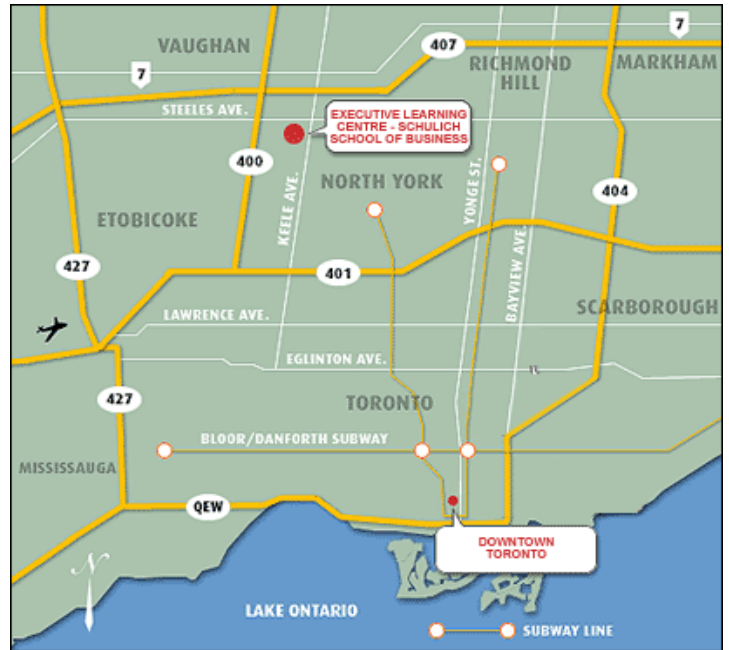 7
407
VAUGHAN
RICHMOND
HILL
MARKHAM
7
STEELES AVE.
EXECUTIVE LEARNING
CENTRE - SCHULICH
SCHOOL OF BUSINESS
400
NORTH YORK
KEELE AVE.
YONGE ST.
404
ETOBICOKE
BAYVIEW AVE.
427
401
LAWRENCE AVE.
SCARBOROUGH
EGLINTON AVE.
427
TORONTO
BLOOR/DANFORTH SUBWAY
MISSISSAUGA
QEW
DOWNTOWN
TORONTO
N
LAKE ONTARIO
SUBWAY LINE